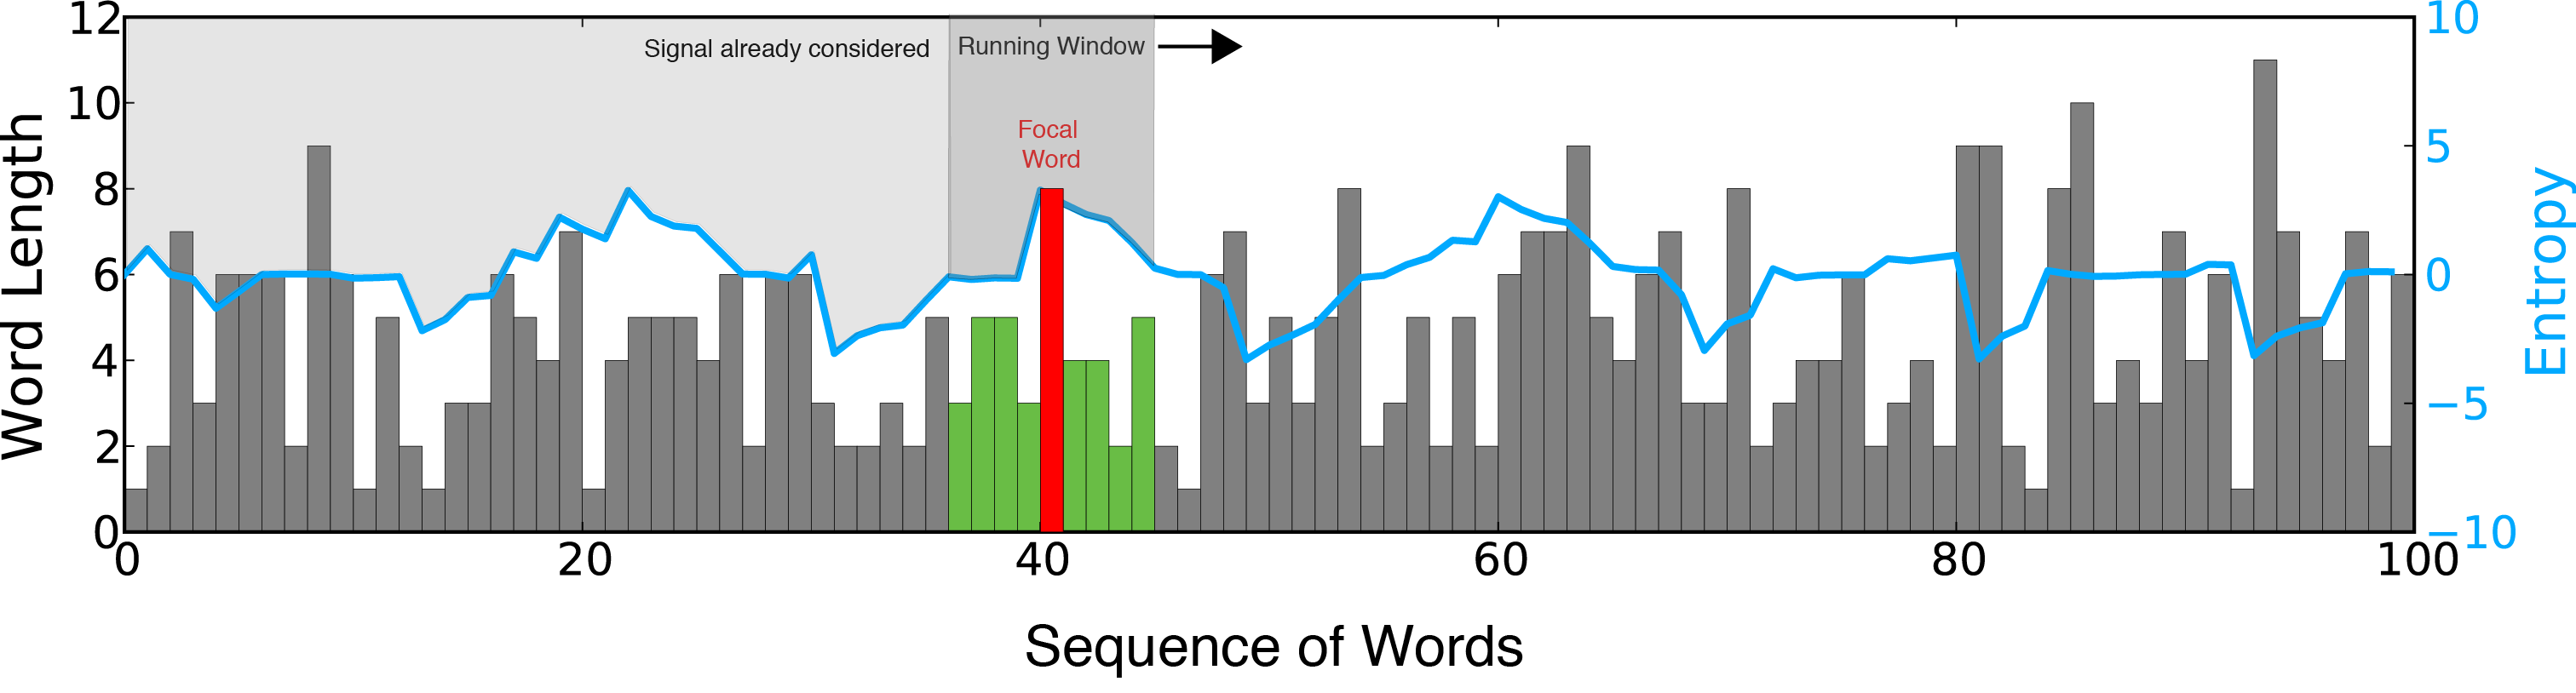 12
10
8
6
4
2
0
Word Length
Signal already considered
Running Window
Focal
Word
10
5
0
−5
−10
Entropy
0
20
40
60
80
100
Sequence of Words